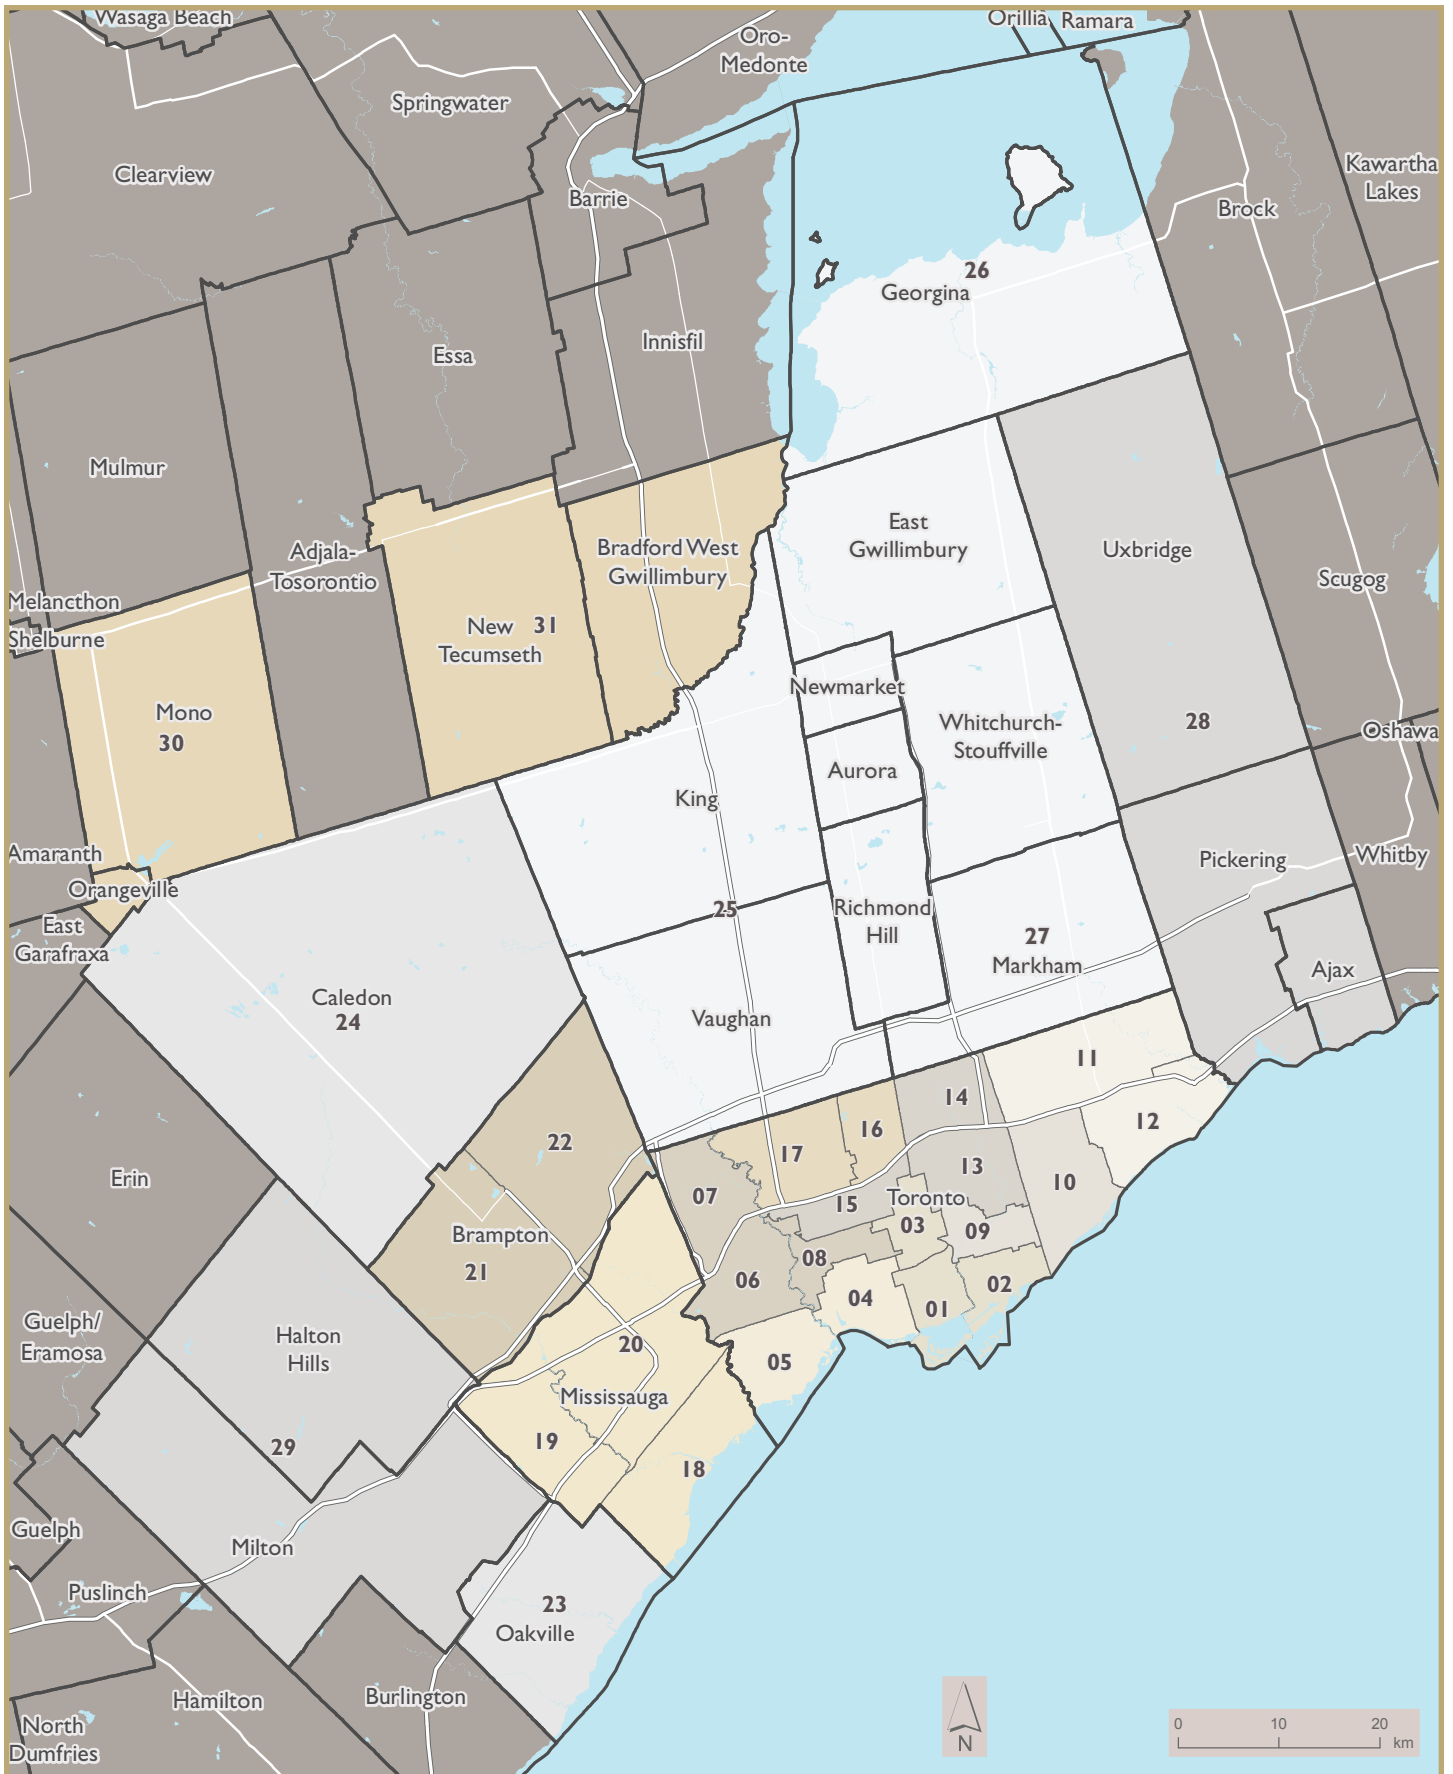 Wasaga Beach
Orillia
Ramara
Oro-
Medonte
Springwater
Clearview
Kawartha
Lakes
Barrie
Brock
26
Georgina
Innisfil
Essa
Mulmur
East
Gwillimbury
Uxbridge
Bradford West
Gwillimbury
Adjala-
Tosorontio
Scugog
Melancthon
Shelburne
New 31
Tecumseth
Newmarket
Mono
30
Whitchurch-
Stouffville
28
Oshawa
Aurora
King
Amaranth
Pickering
Whitby
Orangeville
25
Richmond
Hill
East
Garafraxa
27
Markham
Ajax
Caledon
24
Vaughan
11
14
12
22
16
17
13
Erin
07
15
Toronto
10
03
09
Brampton
21
08
06
02
04
01
Guelph/
Eramosa
Halton
Hills
20
05
Mississauga
29
19
18
Guelph
Milton
Puslinch
23
Oakville
Hamilton
Burlington
North
Dumfries
N
0 10 20
km